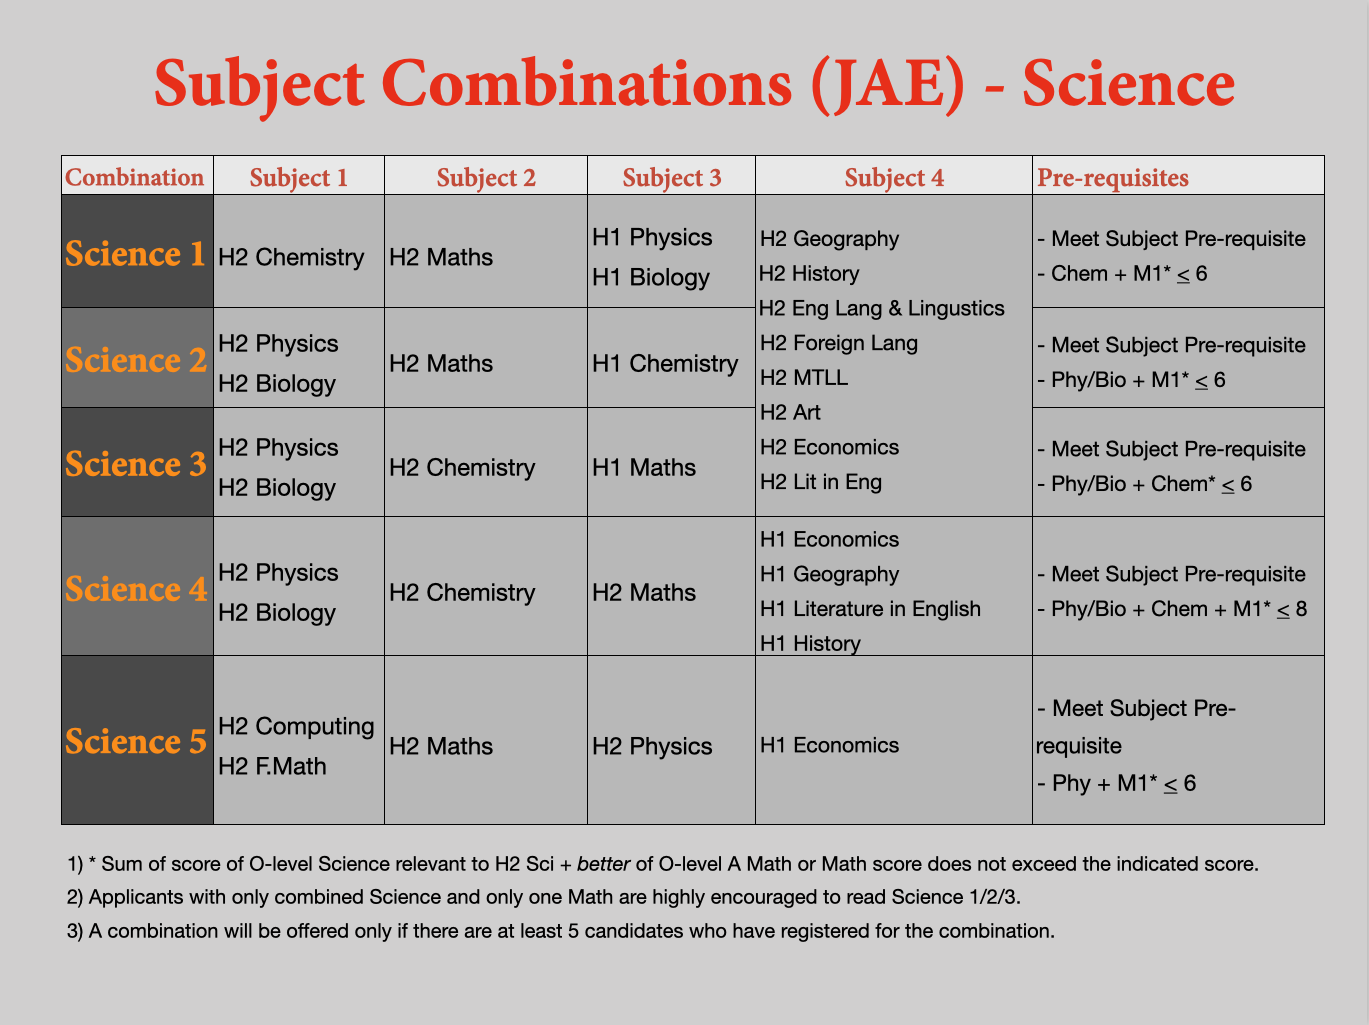 Subject Combinations (JAE) - Science
Combination Subject 1 Subject 2 Subject 3 Subject 4 Pre-requisites
Science 1
H2 Chemistry
H2 Maths
H1 Physics
H1 Biology
H2 Geography
H2 History
H2 Eng Lang & Lingustics
H2 Foreign Lang
H2 MTLL
H2 Art
H2 Economics
H2 Lit in Eng
- Meet Subject Pre-requisite
- Chem + M1* ≤ 6
Science 2
H2 Physics
H2 Biology
H2 Maths
H1 Chemistry
- Meet Subject Pre-requisite
- Phy/Bio + M1* ≤ 6
Science 3
H2 Physics
H2 Biology
H2 Chemistry
H1 Maths
- Meet Subject Pre-requisite
- Phy/Bio + Chem* ≤ 6
Science 4
H2 Physics
H2 Biology
H2 Chemistry
H2 Maths
H1 Economics
H1 Geography
H1 Literature in English
H1 History
- Meet Subject Pre-requisite
- Phy/Bio + Chem + M1* ≤ 8
Science 5
H2 Computing
H2 F.Math
H2 Maths
H2 Physics
H1 Economics
- Meet Subject Pre-
requisite
- Phy + M1* ≤ 6
1) * Sum of score of O-level Science relevant to H2 Sci + better of O-level A Math or Math score does not exceed the indicated score.
2) Applicants with only combined Science and only one Math are highly encouraged to read Science 1/2/3.
3) A combination will be offered only if there are at least 5 candidates who have registered for the combination.